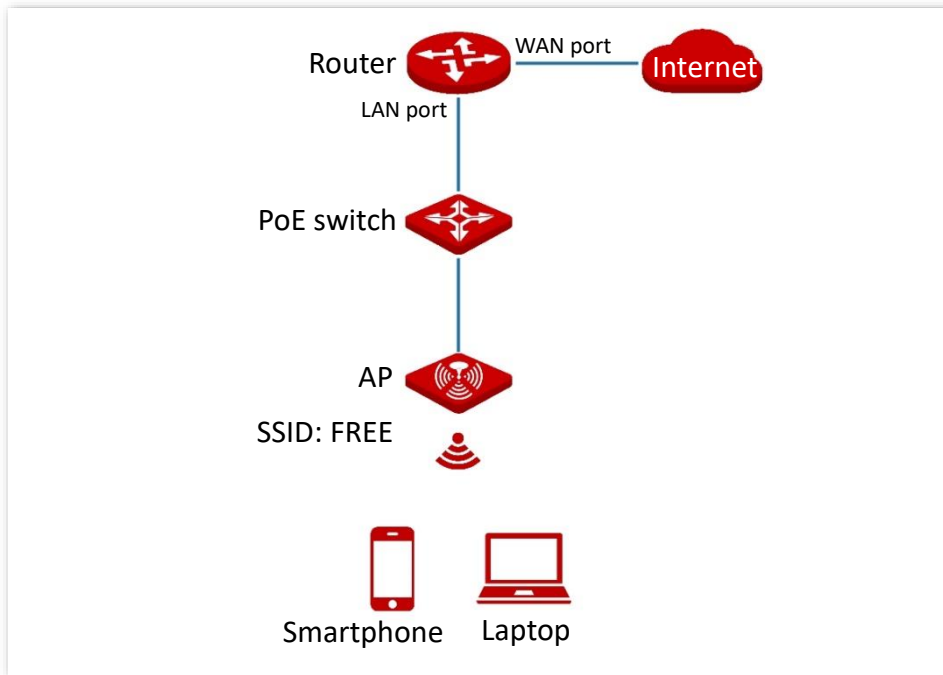 Router
WAN port
Internet
LAN port
PoE switch
AP
SSID: FREE
Smartphone
Laptop